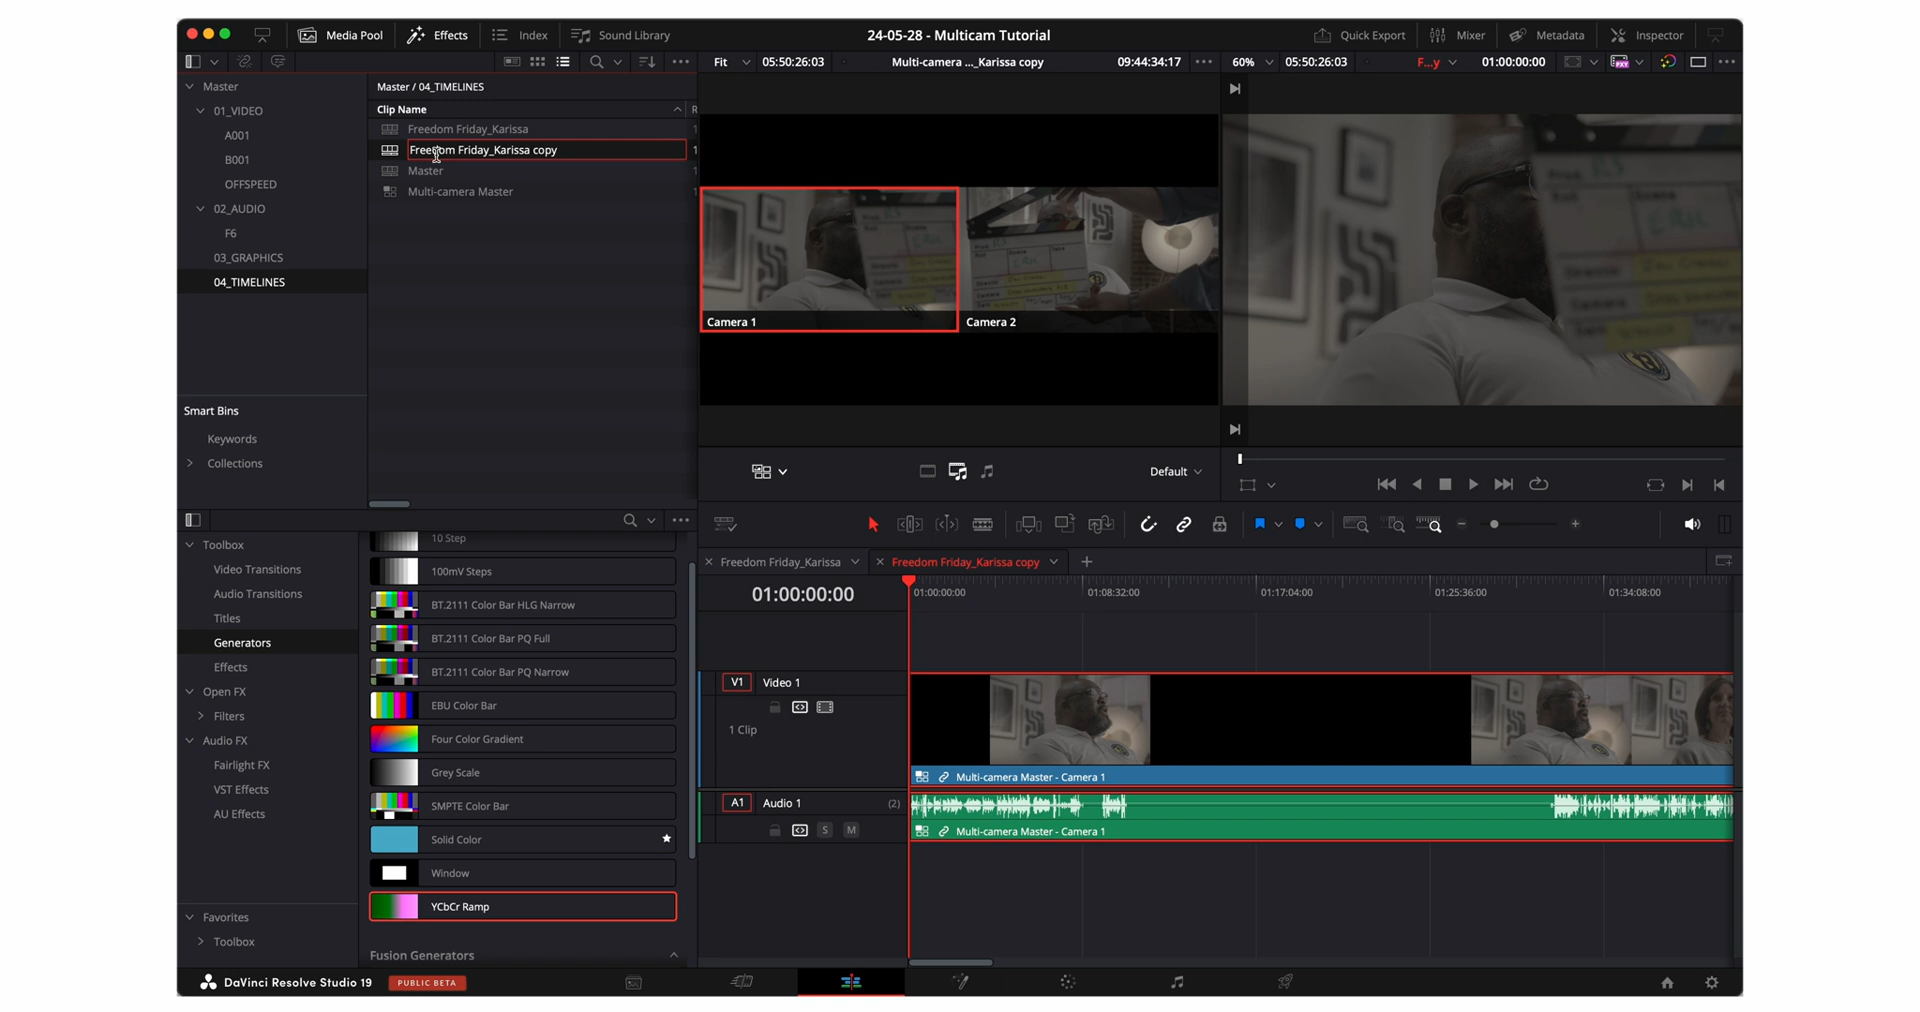 Media Pool
Effects
Index
Sound Library
24-05-28 - Multicam Tutorial
Quick Export
Mixer
Metadata
Inspector
Fit
05:50:26:03
Multi-camera ..._Karissa copy
09:44:34:17
60%
05:50:26:03
F...y
01:00:00:00
Master
01_VIDEO
A001
B001
OFFSPEED
02_AUDIO
F6
03_GRAPHICS
04_TIMELINES
Smart Bins
Keywords
Collections
Master / 04_TIMELINES
Clip Name
R
Freedom Friday_Karissa
1
Freedom Friday_Karissa copy
1
Master
1
Multi-camera Master
1
Camera 1
Camera 2
Default
Toolbox
Video Transitions
Audio Transitions
Titles
Generators
Effects
Open FX
Filters
Audio FX
Fairlight FX
VST Effects
AU Effects
Favorites
Toolbox
10 Step
100mV Steps
BT.2111 Color Bar HLG Narrow
BT.2111 Color Bar PQ Full
BT.2111 Color Bar PQ Narrow
EBU Color Bar
Four Color Gradient
Grey Scale
SMPTE Color Bar
Solid Color
Window
YCbCr Ramp
Fusion Generators
Freedom Friday_Karissa
Freedom Friday_Karissa copy
01:00:00:00
01:00:00:00
01:08:32:00
01:17:04:00
01:25:36:00
01:34:08:00
V1
Video 1
1 Clip
Multi-camera Master - Camera 1
A1
Audio 1
(2)
S
M
Multi-camera Master - Camera 1
DaVinci Resolve Studio 19
PUBLIC BETA